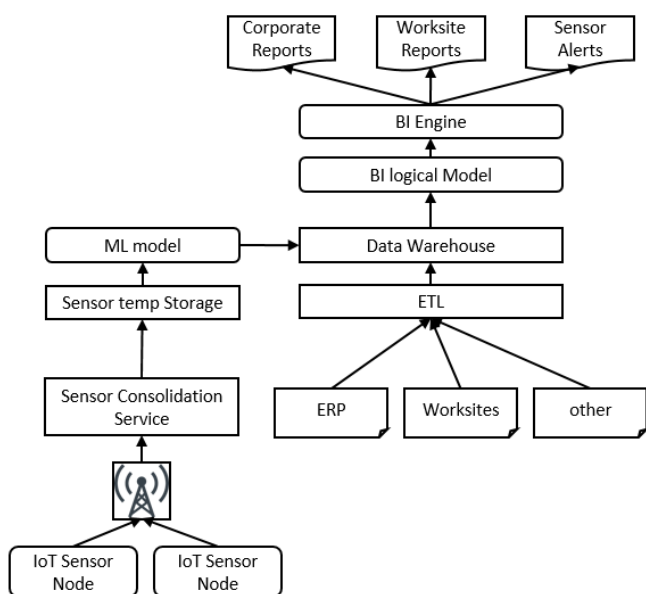 Corporate
Reports
Worksite
Reports
Sensor
Alerts
BI Engine
BI logical Model
ML model
Data Warehouse
Sensor temp Storage
ETL
Sensor Consolidation
Service
ERP
Worksites
other
IoT Sensor
Node
IoT Sensor
Node